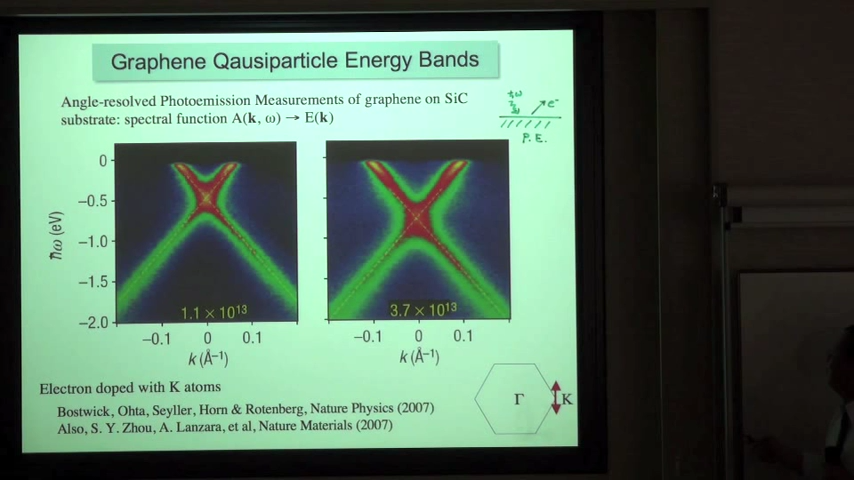 Graphene Qausiparticle Energy Bands
Angle-resolved Photoemission Measurements of graphene on SiC
substrate: spectral function A(k, ω) → E(k)
ħω
e⁻
P.E.
0
−0.5
−1.0
−1.5
−2.0
ħω (eV)
1.1 × 10¹³
3.7 × 10¹³
−0.1 0 0.1
−0.1 0 0.1
k (Å⁻¹)
k (Å⁻¹)
Electron doped with K atoms
Bostwick, Ohta, Seyller, Horn & Rotenberg, Nature Physics (2007)
Also, S. Y. Zhou, A. Lanzara, et al, Nature Materials (2007)
Γ
K